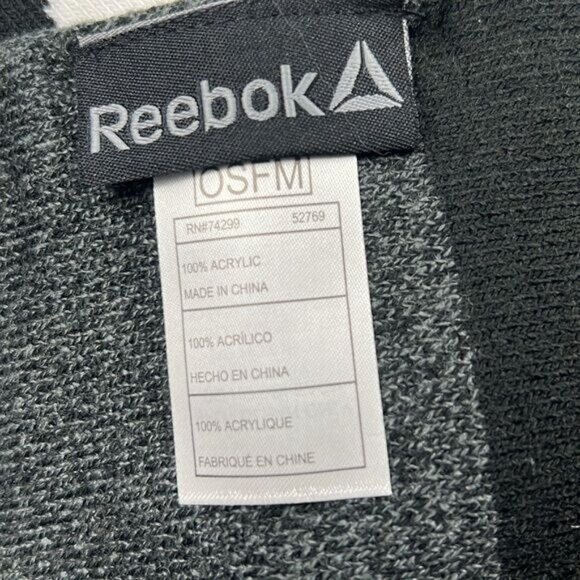 Reebok
OSFM
RN#74299 52769
100% ACRYLIC
MADE IN CHINA
100% ACRÍLICO
HECHO EN CHINA
100% ACRYLIQUE
FABRIQUÉ EN CHINE